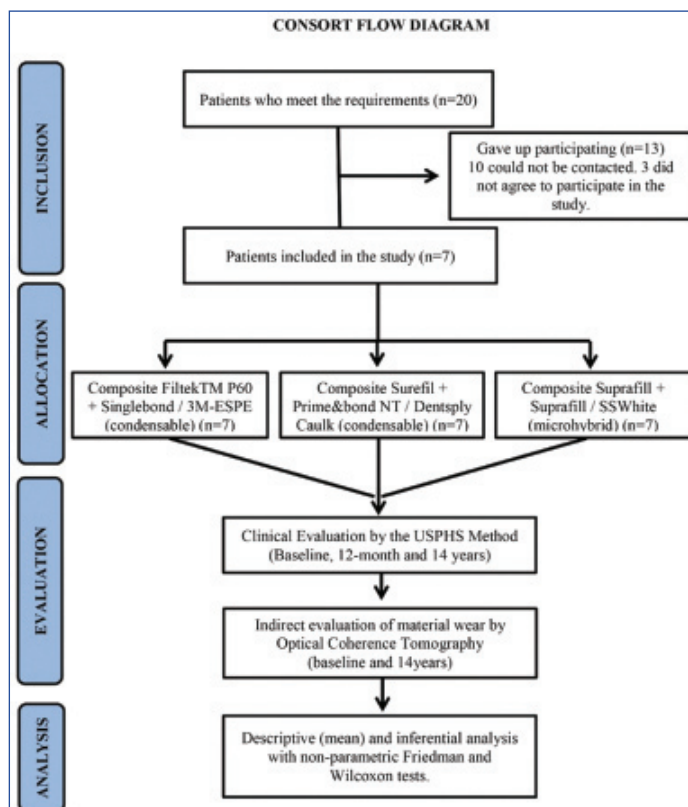 CONSORT FLOW DIAGRAM
INCLUSION
Patients who meet the requirements (n=20)
Gave up participating (n=13)
10 could not be contacted. 3 did
not agree to participate in the
study.
Patients included in the study (n=7)
ALLOCATION
Composite FiltekTM P60
+ Singlebond / 3M-ESPE
(condensable) (n=7)
Composite Surefil +
Prime&bond NT / Dentsply
Caulk (condensable) (n=7)
Composite Suprafill +
Suprafill / SSWhite
(microhybrid) (n=7)
EVALUATION
Clinical Evaluation by the USPHS Method
(Baseline, 12-month and 14 years)
Indirect evaluation of material wear by
Optical Coherence Tomography
(baseline and 14years)
ANALYSIS
Descriptive (mean) and inferential analysis
with non-parametric Friedman and
Wilcoxon tests.